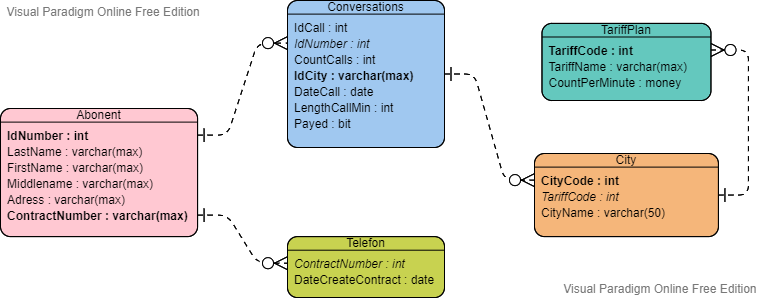 Visual Paradigm Online Free Edition
Conversations
IdCall : int
IdNumber : int
CountCalls : int
IdCity : varchar(max)
DateCall : date
LengthCallMin : int
Payed : bit
TariffPlan
TariffCode : int
TariffName : varchar(max)
CountPerMinute : money
Abonent
IdNumber : int
LastName : varchar(max)
FirstName : varchar(max)
Middlename : varchar(max)
Adress : varchar(max)
ContractNumber : varchar(max)
City
CityCode : int
TariffCode : int
CityName : varchar(50)
Telefon
ContractNumber : int
DateCreateContract : date
Visual Paradigm Online Free Edition